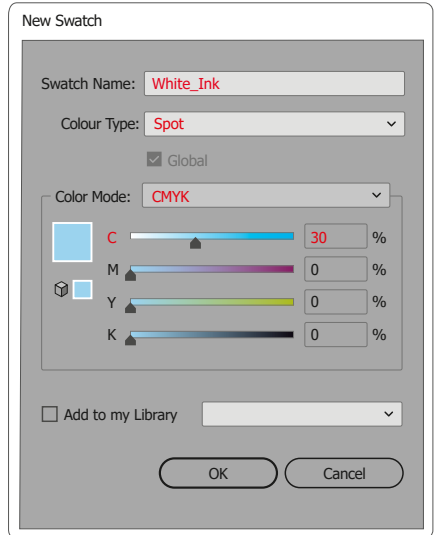 New Swatch
Swatch Name: White_Ink
Colour Type: Spot
Global
Color Mode: CMYK
C 30 %
M 0 %
Y 0 %
K 0 %
Add to my Library
OK Cancel